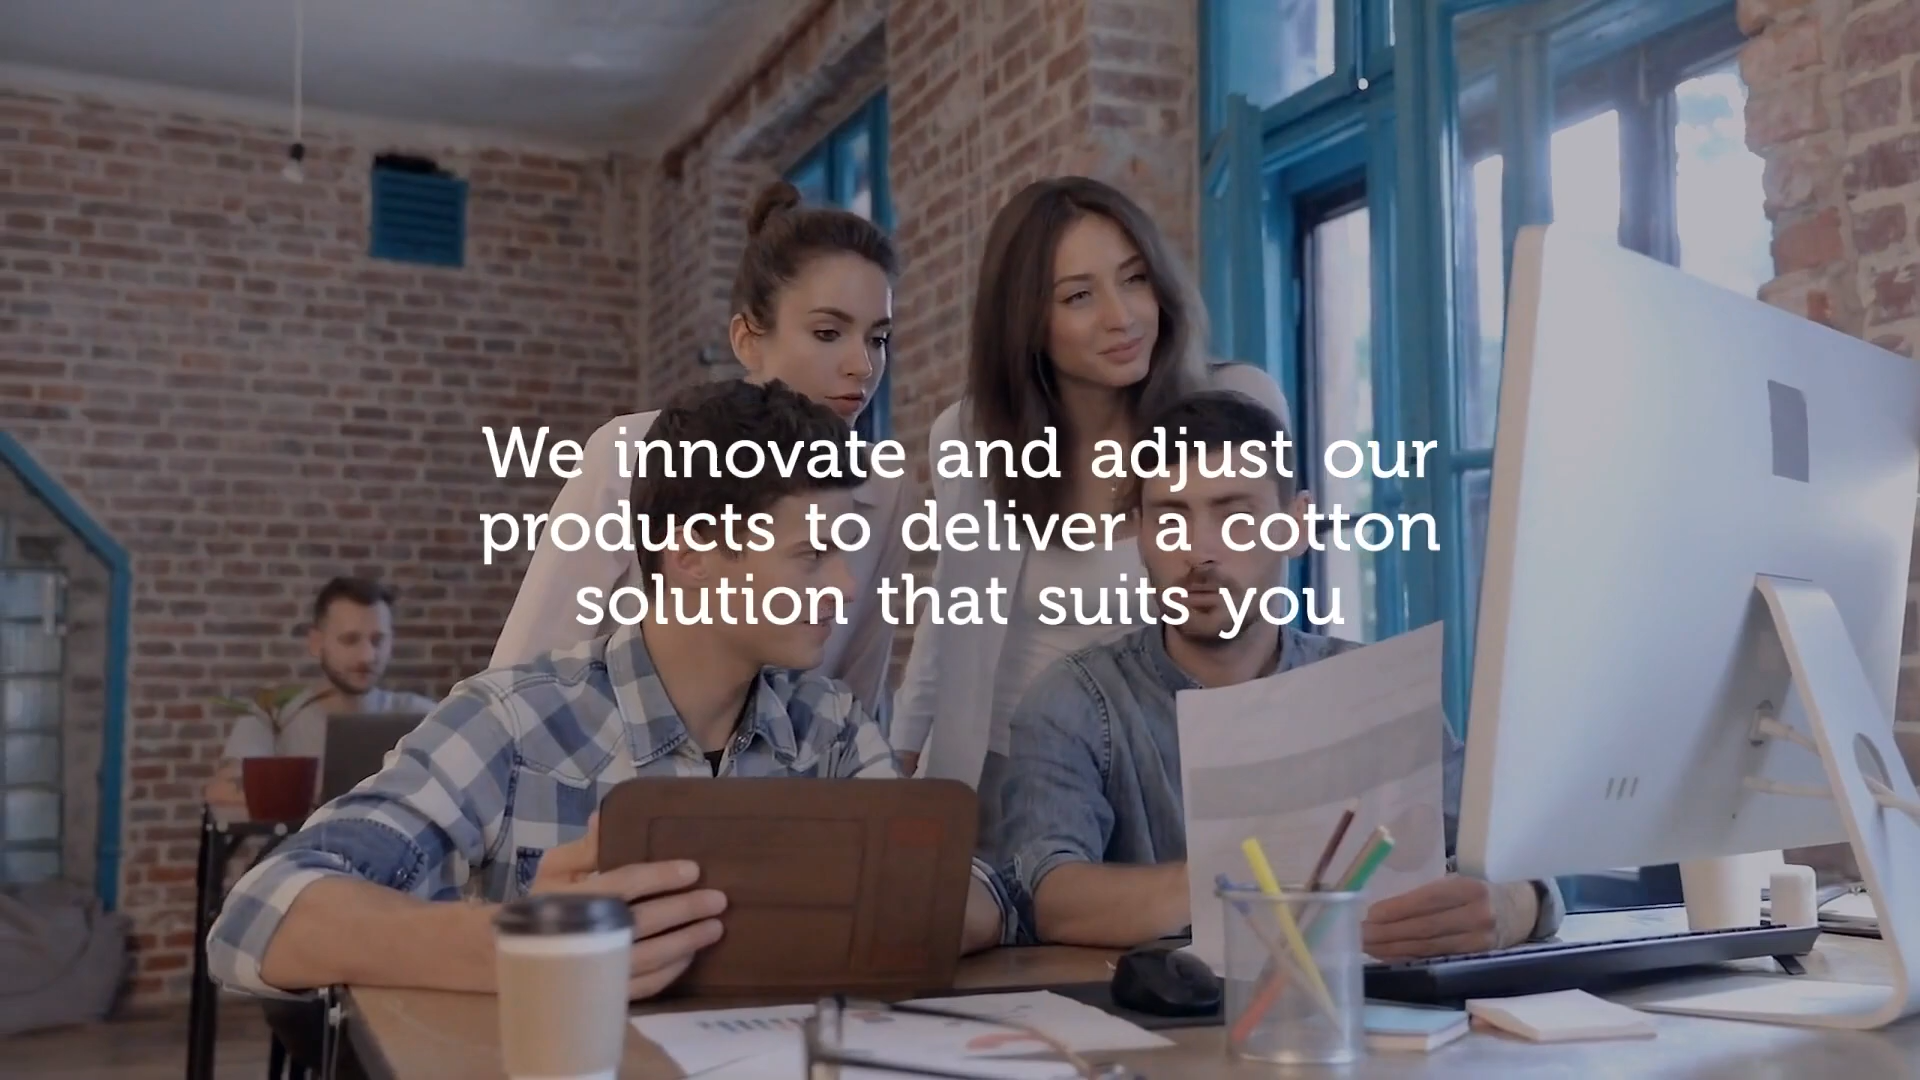 We innovate and adjust our
products to deliver a cotton
solution that suits you